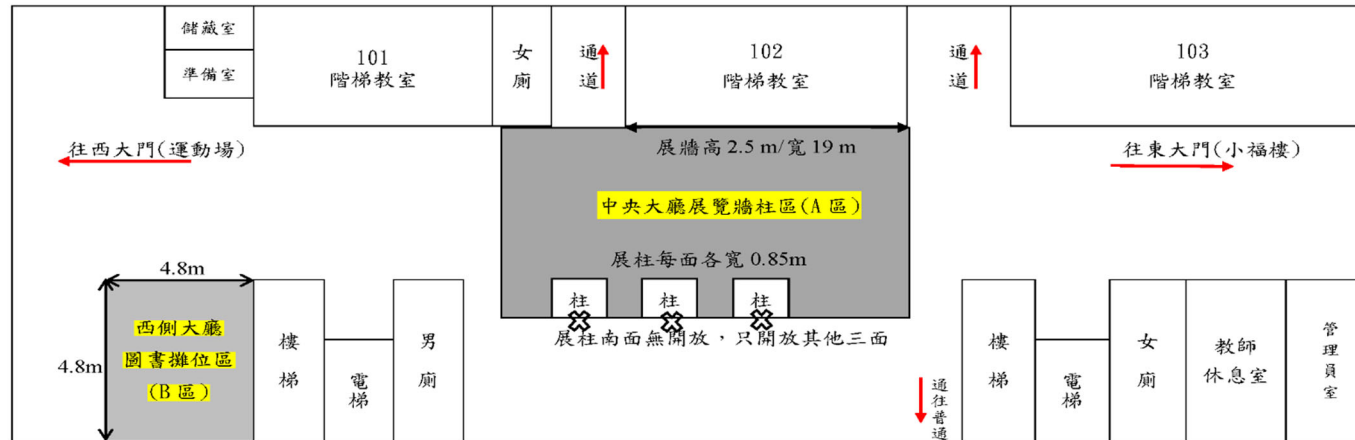 儲藏室
準備室
101
階梯教室
女廁
通道
102
階梯教室
通道
103
階梯教室
往西大門(運動場)
展牆高 2.5 m/寬 19 m
往東大門(小福樓)
中央大廳展覽牆柱區(A 區)
展柱每面各寬 0.85m
4.8m
4.8m
西側大廳
圖書攤位區
(B 區)
樓梯
電梯
男廁
柱
柱
柱
展柱南面無開放，只開放其他三面
通往普通
樓梯
電梯
女廁
教師
休息室
管理員室